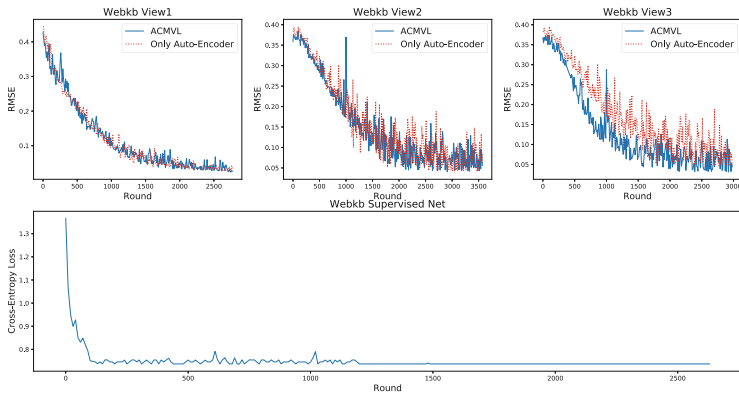 Webkb View1
Webkb View2
Webkb View3
ACMVL
Only Auto-Encoder
ACMVL
Only Auto-Encoder
ACMVL
Only Auto-Encoder
RMSE
0.4
0.3
0.2
0.1
RMSE
0.40
0.35
0.30
0.25
0.20
0.15
0.10
0.05
RMSE
0.40
0.35
0.30
0.25
0.20
0.15
0.10
0.05
0 500 1000 1500 2000 2500
0 500 1000 1500 2000 2500 3000 3500
0 500 1000 1500 2000 2500 3000
Round
Round
Round
Webkb Supervised Net
Cross-Entropy Loss
1.3
1.2
1.1
1.0
0.9
0.8
0 500 1000 1500 2000 2500
Round